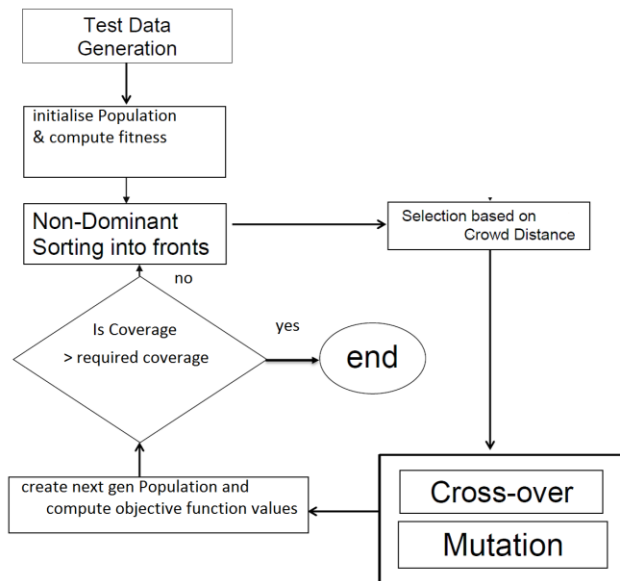 Test Data
Generation
initialise Population
& compute fitness
Non-Dominant
Sorting into fronts
Selection based on
Crowd Distance
no
Is Coverage
> required coverage
yes
end
create next gen Population and
compute objective function values
Cross-over
Mutation